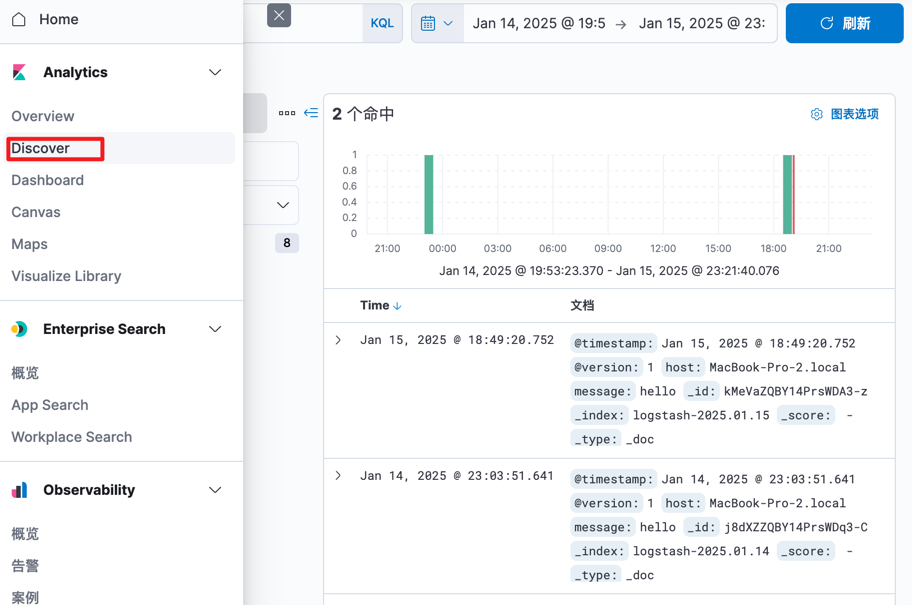 Home
KQL
Jan 14, 2025 @ 19:5 → Jan 15, 2025 @ 23:
刷新
Analytics
Overview
Discover
Dashboard
Canvas
Maps
Visualize Library
Enterprise Search
概览
App Search
Workplace Search
Observability
概览
告警
案例
8
2 个命中
图表选项
1
0.8
0.6
0.4
0.2
0
21:00 00:00 03:00 06:00 09:00 12:00 15:00 18:00 21:00
Jan 14, 2025 @ 19:53:23.370 - Jan 15, 2025 @ 23:21:40.076
Time ↓ 文档
Jan 15, 2025 @ 18:49:20.752
@timestamp: Jan 15, 2025 @ 18:49:20.752
@version: 1 host: MacBook-Pro-2.local
message: hello _id: kMeVaZQBY14PrsWDA3-z
_index: logstash-2025.01.15 _score: -
_type: _doc
Jan 14, 2025 @ 23:03:51.641
@timestamp: Jan 14, 2025 @ 23:03:51.641
@version: 1 host: MacBook-Pro-2.local
message: hello _id: j8dXZZQBY14PrsWDq3-C
_index: logstash-2025.01.14 _score: -
_type: _doc